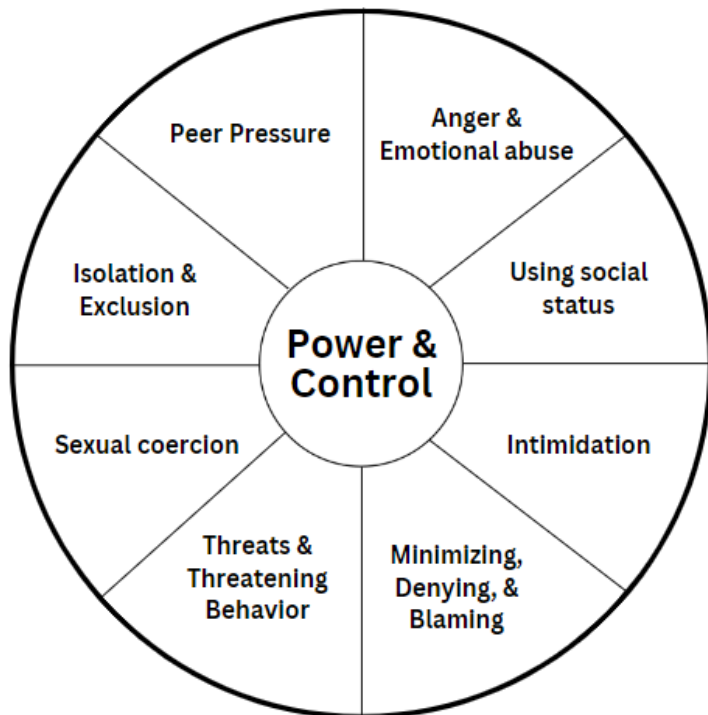 Peer Pressure
Anger &
Emotional abuse
Isolation &
Exclusion
Using social
status
Power &
Control
Sexual coercion
Intimidation
Threats &
Threatening
Behavior
Minimizing,
Denying, &
Blaming